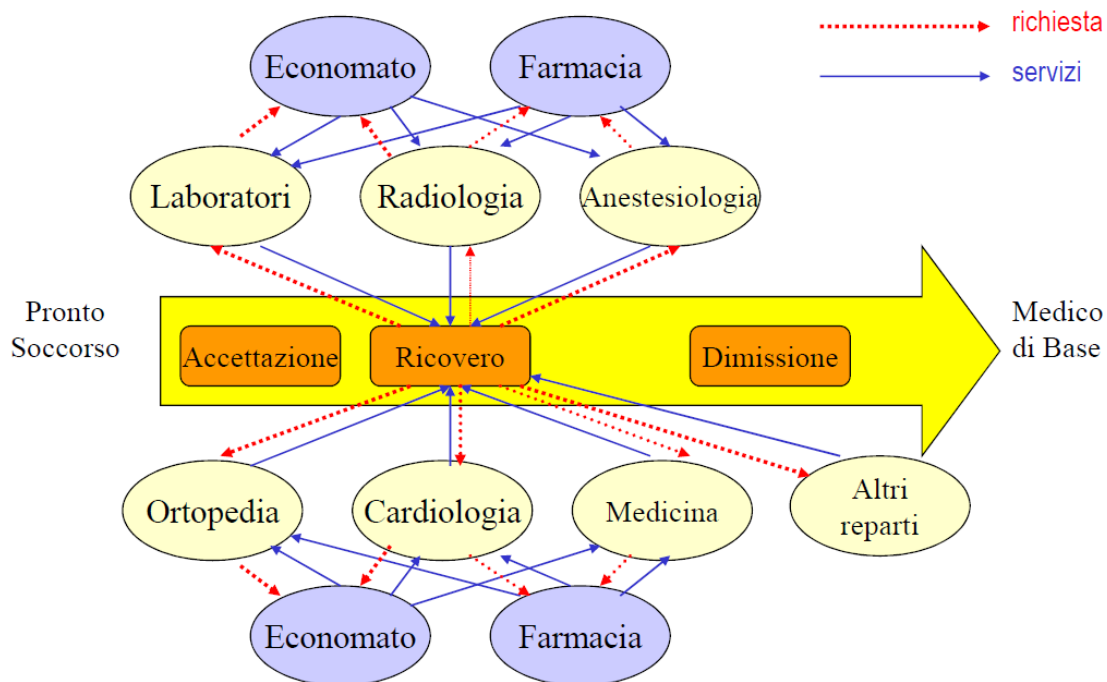 richiesta
servizi
Economato
Farmacia
Laboratori
Radiologia
Anestesiologia
Pronto
Soccorso
Accettazione
Ricovero
Dimissione
Medico
di Base
Ortopedia
Cardiologia
Medicina
Altri
reparti
Economato
Farmacia